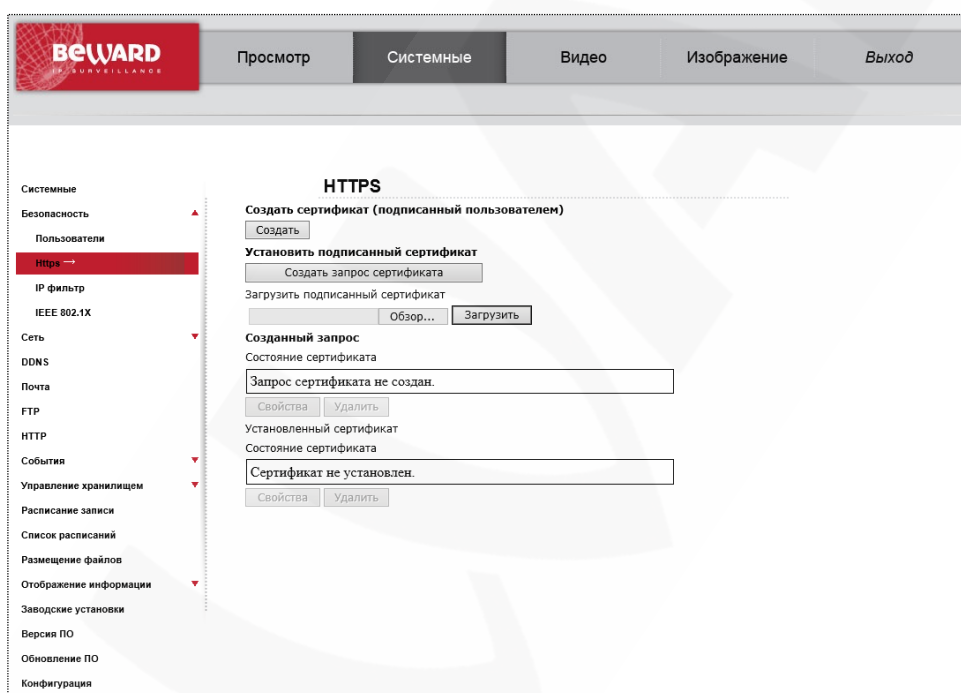 BEWARD
IP SURVEILLANCE
Просмотр
Системные
Видео
Изображение
Выход
Системные
Безопасность
Пользователи
Https →
IP фильтр
IEEE 802.1X
Сеть
DDNS
Почта
FTP
HTTP
События
Управление хранилищем
Расписание записи
Список расписаний
Размещение файлов
Отображение информации
Заводские установки
Версия ПО
Обновление ПО
Конфигурация
HTTPS
Создать сертификат (подписанный пользователем)
Создать
Установить подписанный сертификат
Создать запрос сертификата
Загрузить подписанный сертификат
Обзор... Загрузить
Созданный запрос
Состояние сертификата
Запрос сертификата не создан.
Свойства Удалить
Установленный сертификат
Состояние сертификата
Сертификат не установлен.
Свойства Удалить